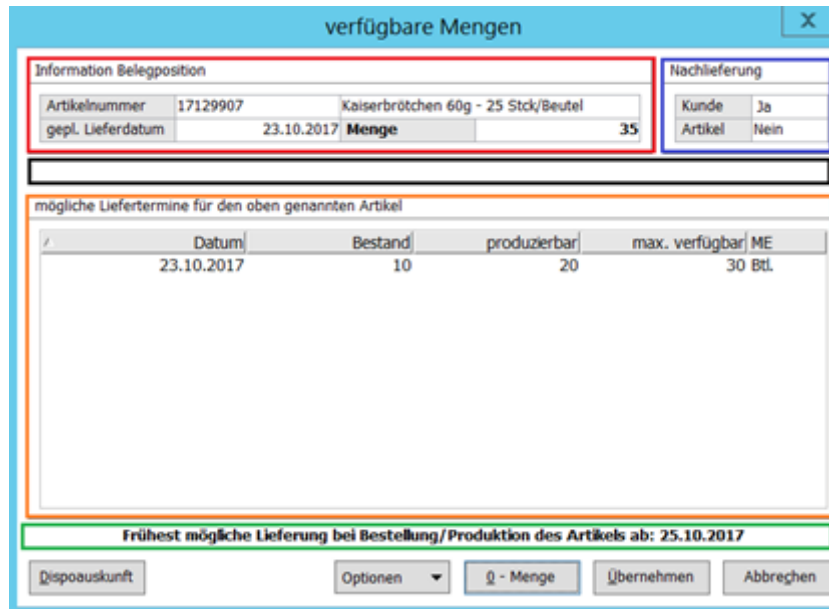 verfügbare Mengen
X
Information Belegposition
Nachlieferung
Artikelnummer 17129907 Kaiserbrötchen 60g - 25 Stck/Beutel
Kunde Ja
gepl. Lieferdatum 23.10.2017 Menge 35
Artikel Nein
mögliche Liefertermine für den oben genannten Artikel
Datum Bestand produzierbar max. verfügbar ME
23.10.2017 10 20 30 Btl.
Frühest mögliche Lieferung bei Bestellung/Produktion des Artikels ab: 25.10.2017
Dispoauskunft Optionen 0 - Menge Übernehmen Abbrechen